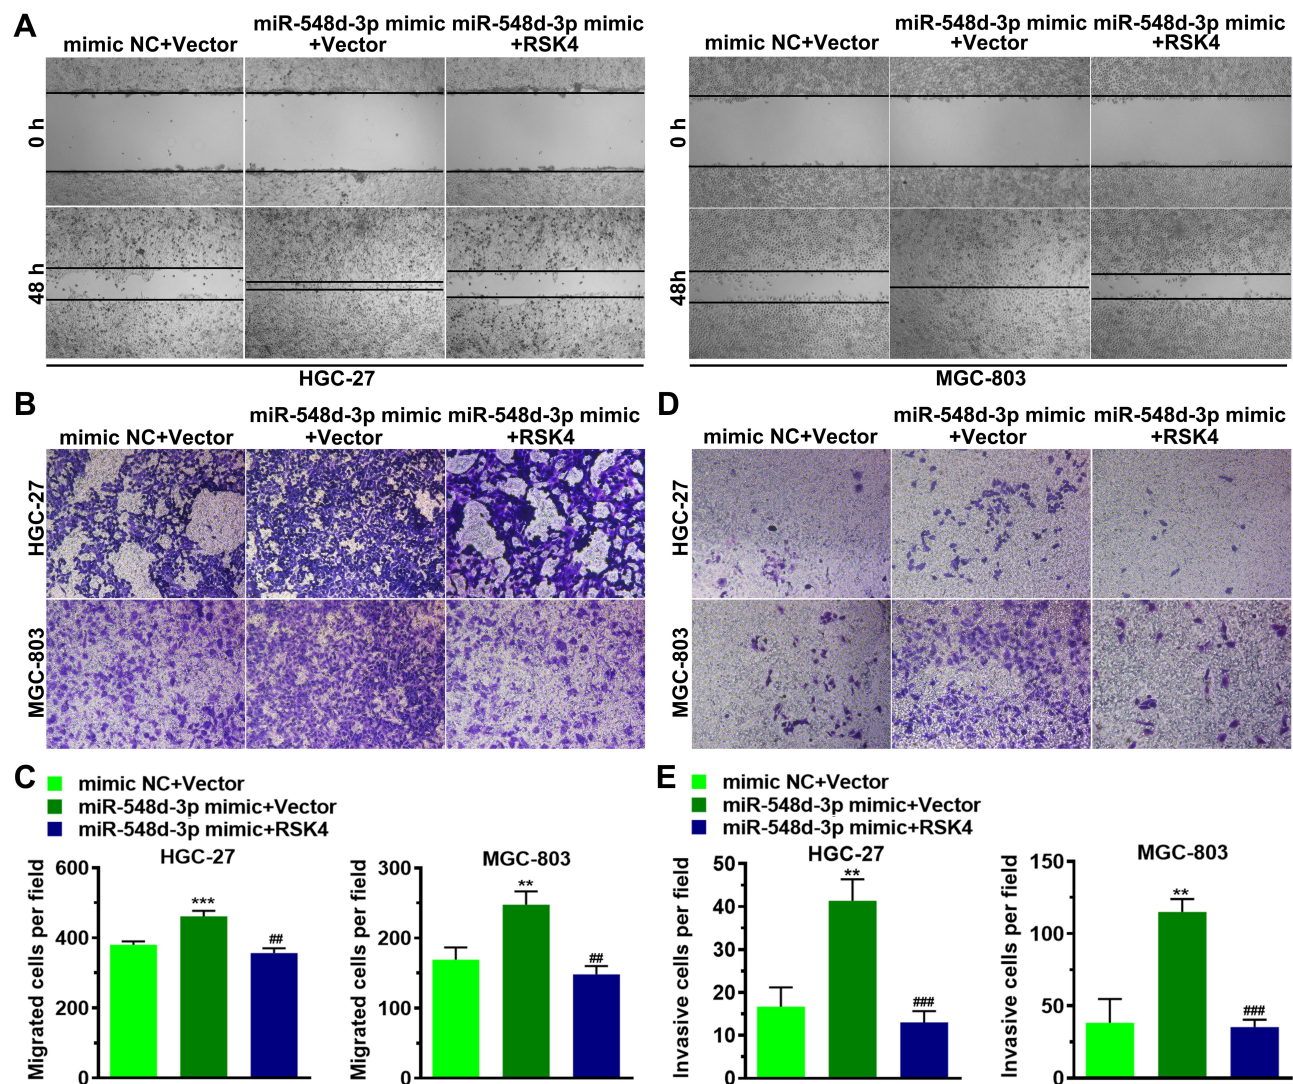 A
mimic NC+Vector
miR-548d-3p mimic
+Vector
miR-548d-3p mimic
+RSK4
mimic NC+Vector
miR-548d-3p mimic
+Vector
miR-548d-3p mimic
+RSK4
0 h
48 h
0 h
48h
HGC-27
MGC-803
B
mimic NC+Vector
miR-548d-3p mimic
+Vector
miR-548d-3p mimic
+RSK4
HGC-27
MGC-803
D
mimic NC+Vector
miR-548d-3p mimic
+Vector
miR-548d-3p mimic
+RSK4
HGC-27
MGC-803
C
mimic NC+Vector
miR-548d-3p mimic+Vector
miR-548d-3p mimic+RSK4
HGC-27
Migrated cells per field
600
400
200
0
***
##
MGC-803
Migrated cells per field
300
200
100
0
**
##
E
mimic NC+Vector
miR-548d-3p mimic+Vector
miR-548d-3p mimic+RSK4
HGC-27
Invasive cells per field
50
40
30
20
10
0
**
###
MGC-803
Invasive cells per field
150
100
50
0
**
###